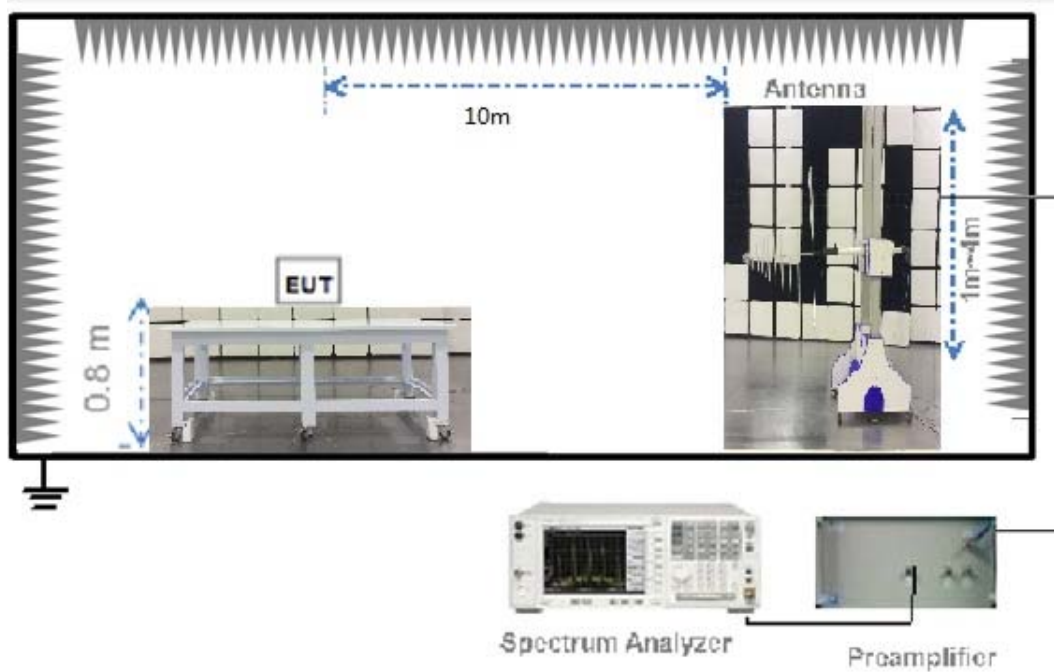 Antenna
10m
1m~4m
EUT
0.8 m
Spectrum Analyzer
Preamplifier